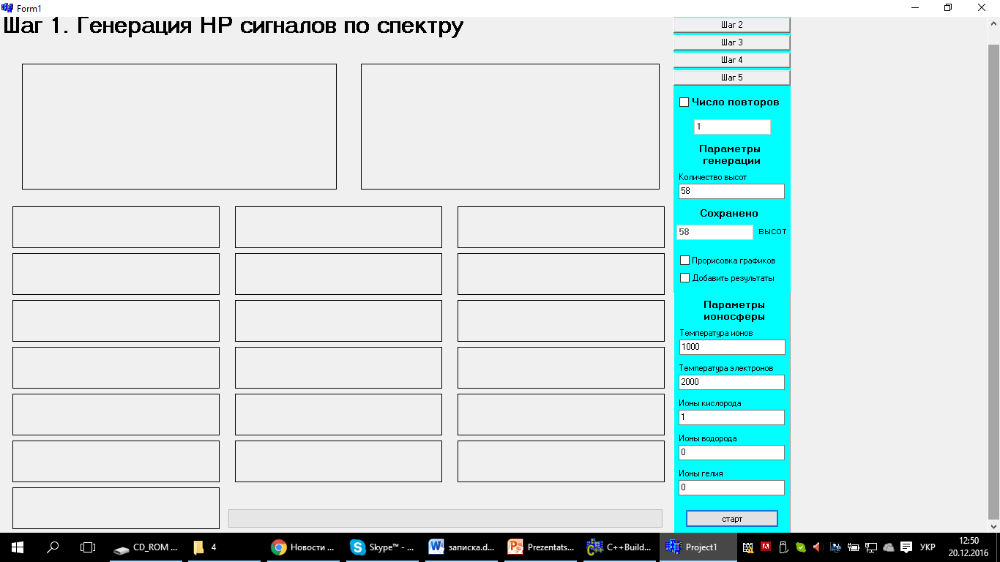 Form1
Шаг 1. Генерация НР сигналов по спектру
Шаг 2
Шаг 3
Шаг 4
Шаг 5
Число повторов
1
Параметры
генерации
Количество высот
58
Сохранено
58 высот
Прорисовка графиков
Добавить результаты
Параметры
ионосферы
Температура ионов
1000
Температура электронов
2000
Ионы кислорода
1
Ионы водорода
0
Ионы гелия
0
старт
CD_ROM ... 4 Новости ... Skype™ - ... записка.d... Prezentats... C++Build... Project1 УКР 12:50
20.12.2016